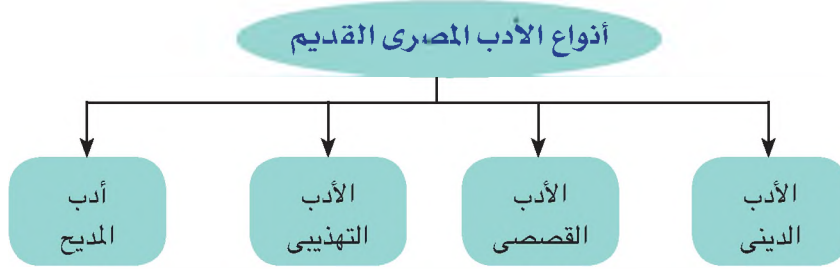 أنواع الأدب المصرى القديم
الأدب
الدينى
الأدب
القصصى
الأدب
التهذيبى
أدب
المديح